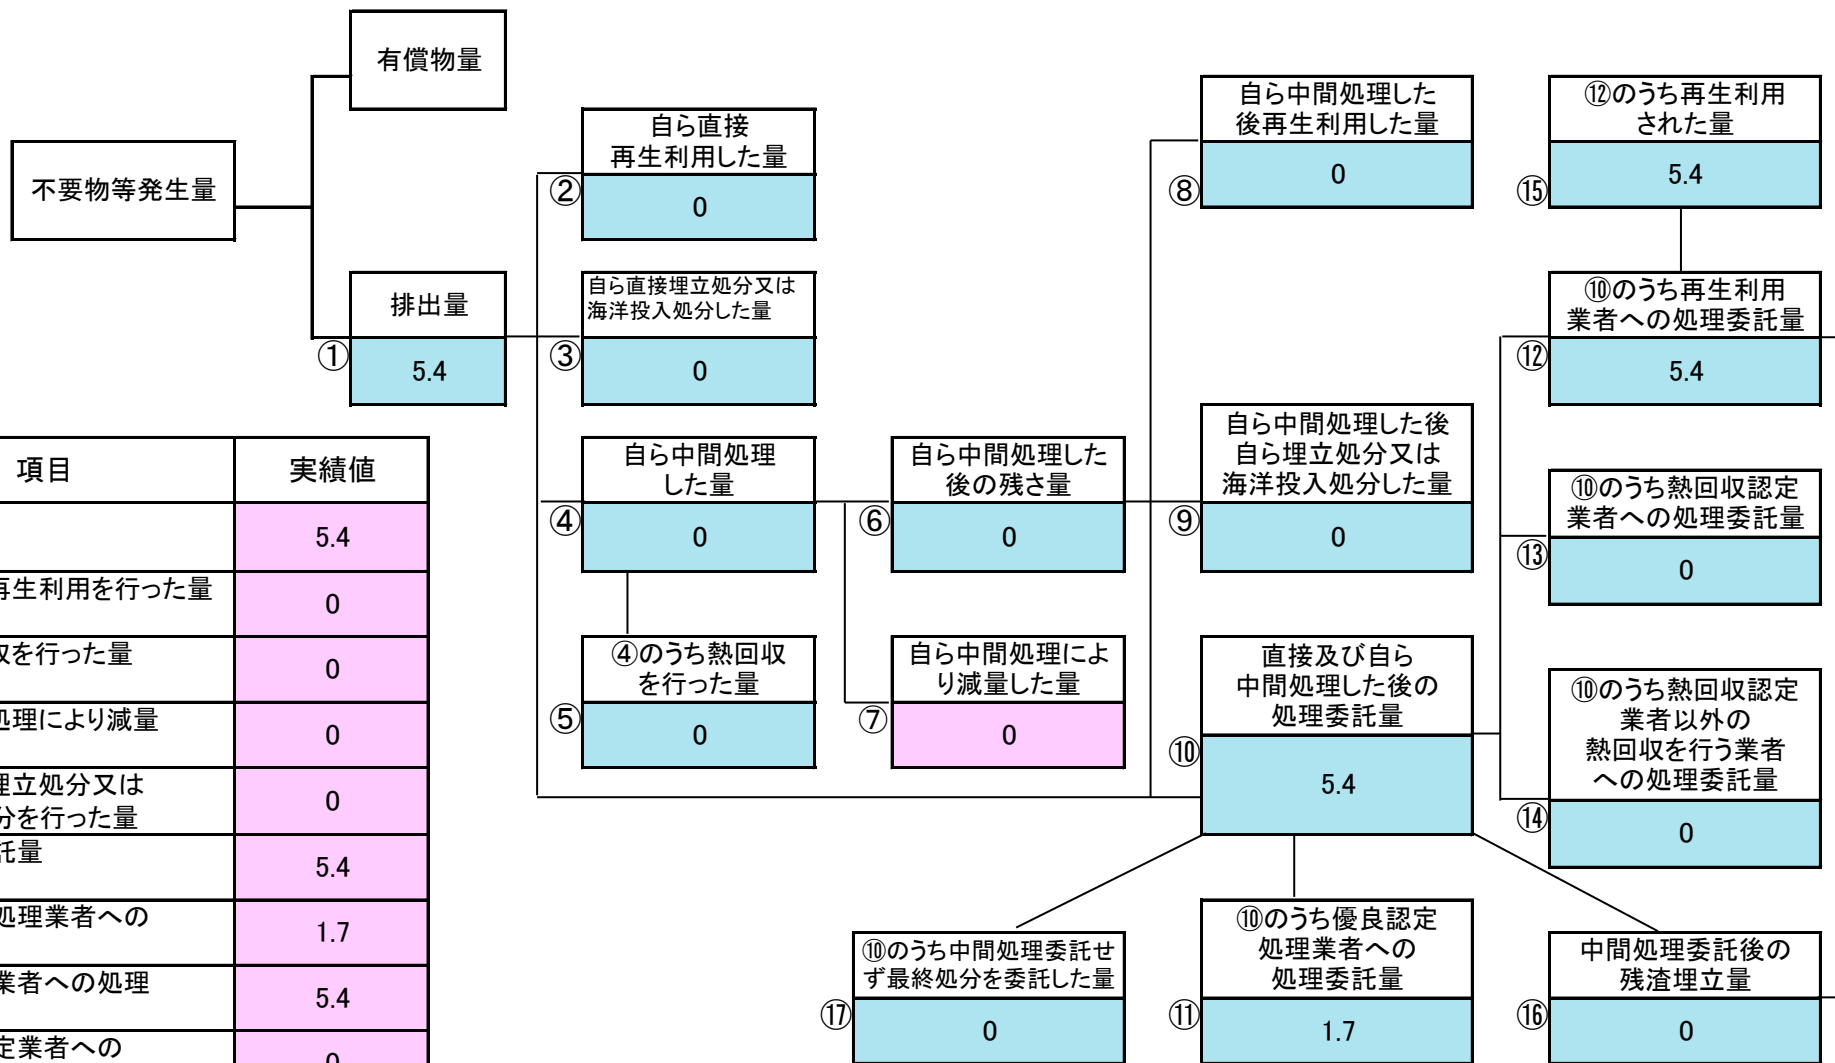 有償物量
不要物等発生量
排出量
①
5.4
自ら直接
再生利用した量
②
0
自ら直接埋立処分又は
海洋投入処分した量
③
0
自ら中間処理
した量
④
0
④のうち熱回収
を行った量
⑤
0
自ら中間処理した
後の残さ量
⑥
0
自ら中間処理によ
り減量した量
⑦
0
自ら中間処理した
後再生利用した量
⑧
0
自ら中間処理した後
自ら埋立処分又は
海洋投入処分した量
⑨
0
直接及び自ら
中間処理した後の
処理委託量
⑩
5.4
⑫のうち再生利用
された量
⑮
5.4
⑩のうち再生利用
業者への処理委託量
⑫
5.4
⑩のうち熱回収認定
業者への処理委託量
⑬
0
⑩のうち熱回収認定
業者以外の
熱回収を行う業者
への処理委託量
⑭
0
⑩のうち中間処理委託せ
ず最終処分を委託した量
⑰
0
⑩のうち優良認定
処理業者への
処理委託量
⑪
1.7
中間処理委託後の
残渣埋立量
⑯
0
項目 実績値
5.4
再生利用を行った量 0
を行った量 0
処理により減量 0
埋立処分又は
分を行った量 0
託量 5.4
処理業者への 1.7
業者への処理 5.4
定業者への 0